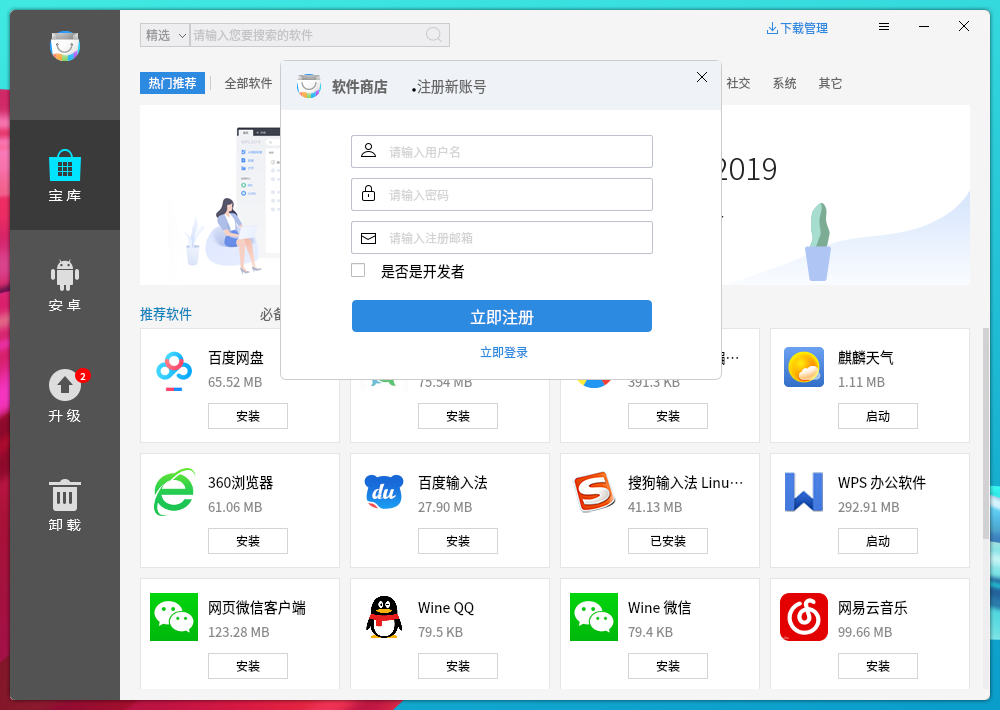 精选
请输入您要搜索的软件
下载管理
热门推荐
全部软件
社交
系统
其它
软件商店
•注册新账号
请输入用户名
请输入密码
请输入注册邮箱
是否是开发者
立即注册
立即登录
2019
宝库
安卓
2
升级
卸载
推荐软件
必备
百度网盘
65.52 MB
安装
75.54 MB
安装
391.3 KB
安装
麒麟天气
1.11 MB
启动
360浏览器
61.06 MB
安装
du
百度输入法
27.90 MB
安装
搜狗输入法 Linu…
41.13 MB
已安装
WPS 办公软件
292.91 MB
启动
网页微信客户端
123.28 MB
安装
Wine QQ
79.5 KB
安装
Wine 微信
79.4 KB
安装
网易云音乐
99.66 MB
安装